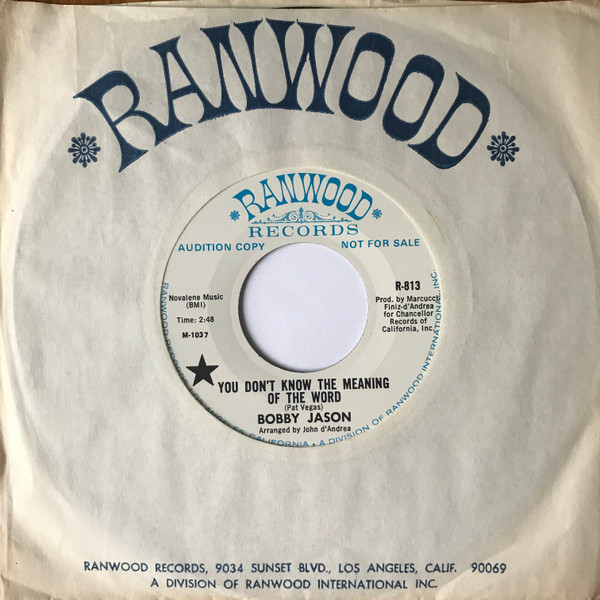 RANWOOD
RANWOOD
RECORDS
AUDITION COPY
NOT FOR SALE
Novalene Music
(BMI)
Time: 2:48
M-1037
R-813
Prod. by Marcucci
Finiz-d'Andrea
for Chancellor
Records of
California, Inc.
YOU DON'T KNOW THE MEANING
OF THE WORD
(Pat Vegas)
BOBBY JASON
Arranged by John d'Andrea
RANWOOD RECORDS CALIFORNIA • A DIVISION OF RANWOOD INTERNATIONAL, INC.
RANWOOD RECORDS, 9034 SUNSET BLVD., LOS ANGELES, CALIF. 90069
A DIVISION OF RANWOOD INTERNATIONAL INC.